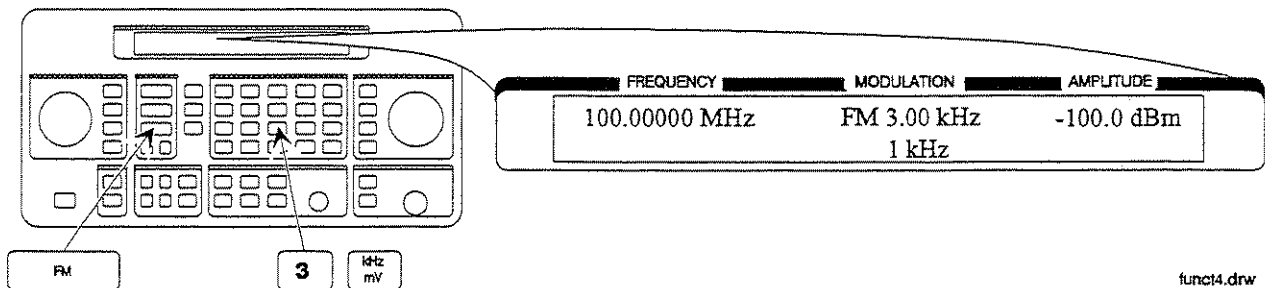 FREQUENCY MODULATION AMPLITUDE
100.00000 MHz FM 3.00 kHz -100.0 dBm
1 kHz
FM 3 kHz
mV
funct4.drw